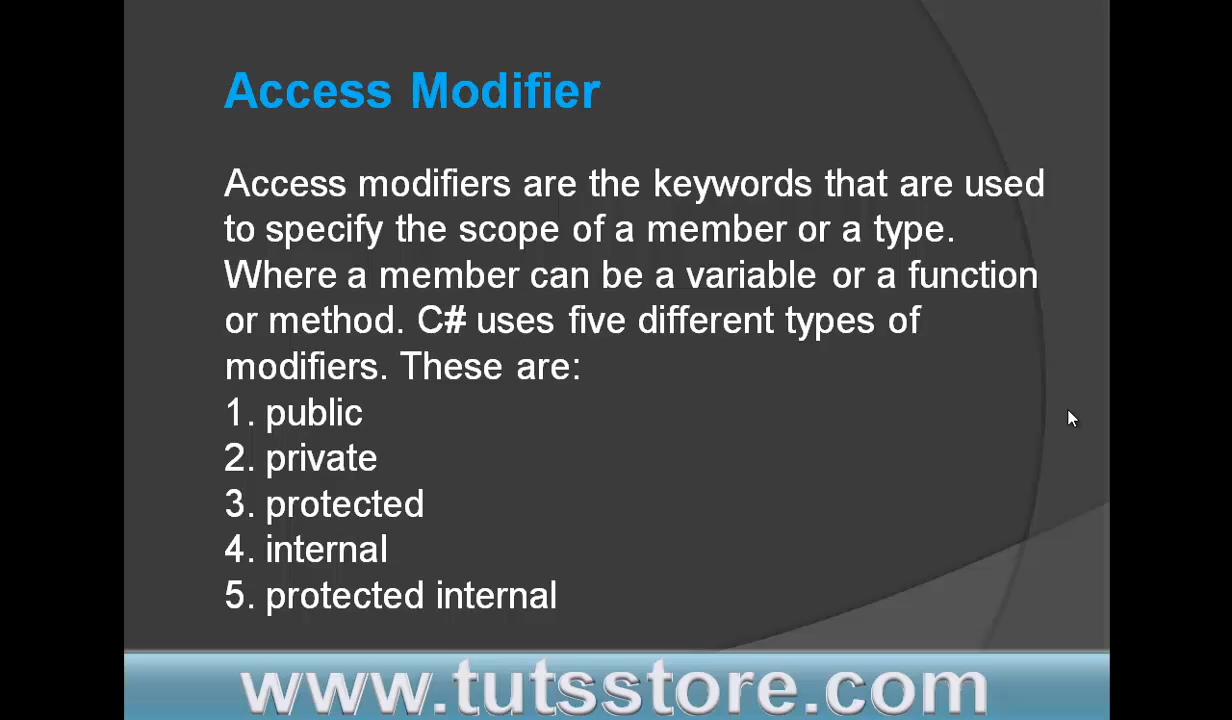 Access Modifier
Access modifiers are the keywords that are used
to specify the scope of a member or a type.
Where a member can be a variable or a function
or method. C# uses five different types of
modifiers. These are:
1. public
2. private
3. protected
4. internal
5. protected internal
www.tutsstore.com